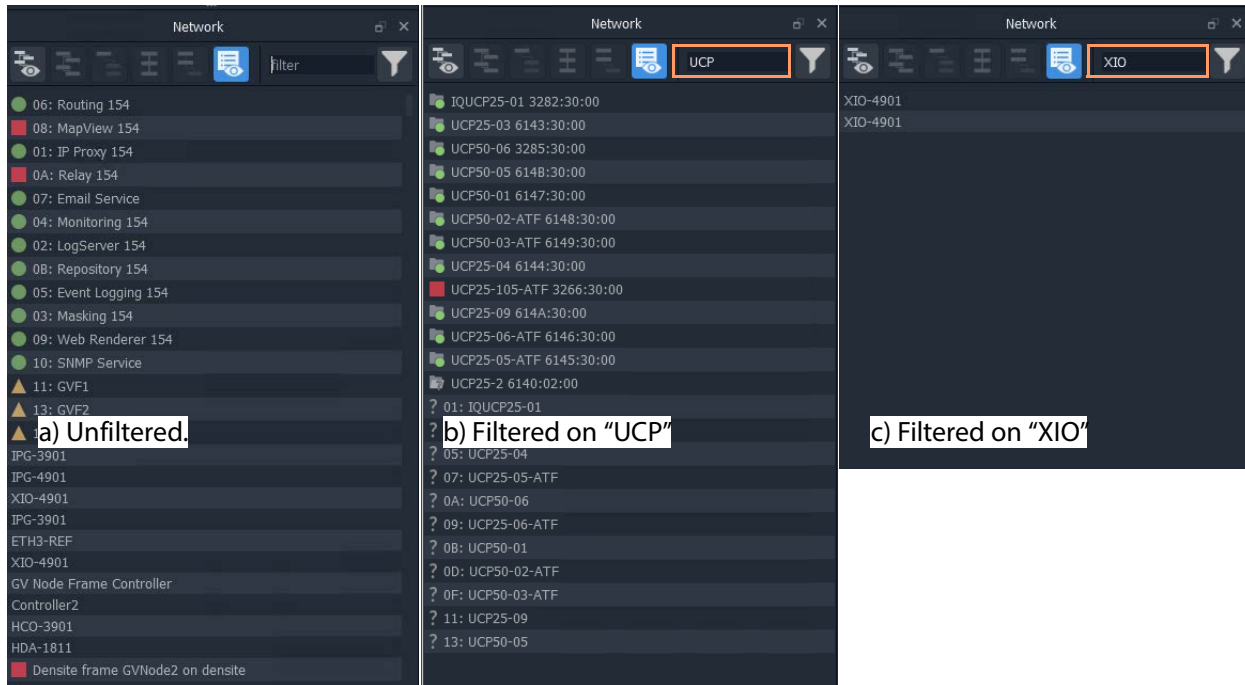 Network
filter
06: Routing 154
08: MapView 154
01: IP Proxy 154
0A: Relay 154
07: Email Service
04: Monitoring 154
02: LogServer 154
0B: Repository 154
05: Event Logging 154
03: Masking 154
09: Web Renderer 154
10: SNMP Service
11: GVF1
13: GVF2
a) Unfiltered.
IPG-3901
IPG-4901
XIO-4901
IPG-3901
ETH3-REF
XIO-4901
GV Node Frame Controller
Controller2
HCO-3901
HDA-1811
Densite frame GVNode2 on densite
Network
UCP
IQUCP25-01 3282:30:00
UCP25-03 6143:30:00
UCP50-06 3285:30:00
UCP50-05 614B:30:00
UCP50-01 6147:30:00
UCP50-02-ATF 6148:30:00
UCP50-03-ATF 6149:30:00
UCP25-04 6144:30:00
UCP25-105-ATF 3266:30:00
UCP25-09 614A:30:00
UCP25-06-ATF 6146:30:00
UCP25-05-ATF 6145:30:00
UCP25-2 6140:02:00
? 01: IQUCP25-01
b) Filtered on “UCP”
? 05: UCP25-04
? 07: UCP25-05-ATF
? 0A: UCP50-06
? 09: UCP25-06-ATF
? 0B: UCP50-01
? 0D: UCP50-02-ATF
? 0F: UCP50-03-ATF
? 11: UCP25-09
? 13: UCP50-05
Network
XIO
XIO-4901
XIO-4901
c) Filtered on “XIO”